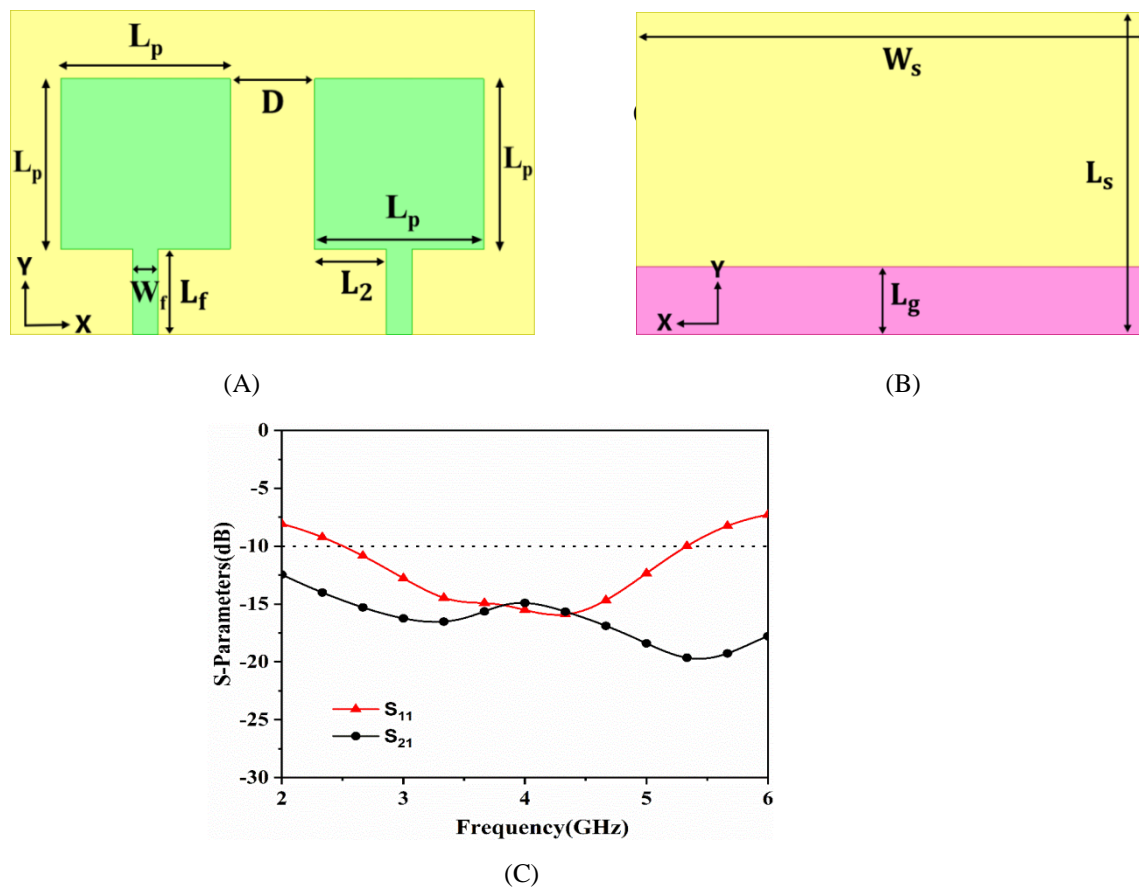 Lp
Lp
D
Lp
Lp
Wf
Lf
L2
Y
X
(A)
Ws
Ls
(
Lg
Y
X
(B)
0
-5
-10
-15
-20
-25
-30
S-Parameters(dB)
S11
S21
2 3 4 5 6
Frequency(GHz)
(C)